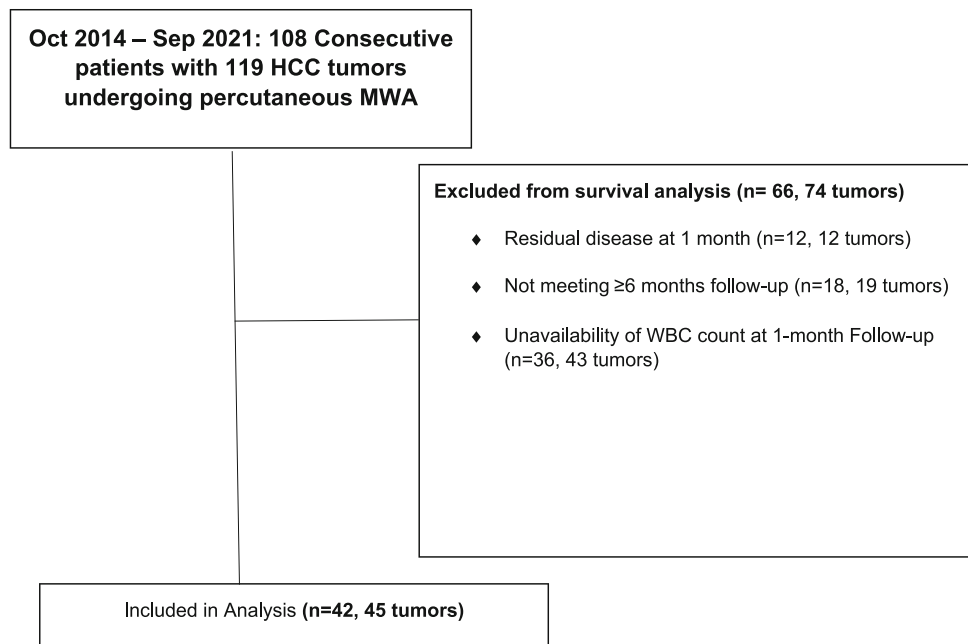 Oct 2014 – Sep 2021: 108 Consecutive
patients with 119 HCC tumors
undergoing percutaneous MWA
Excluded from survival analysis (n= 66, 74 tumors)
♦ Residual disease at 1 month (n=12, 12 tumors)
♦ Not meeting ≥6 months follow-up (n=18, 19 tumors)
♦ Unavailability of WBC count at 1-month Follow-up
(n=36, 43 tumors)
Included in Analysis (n=42, 45 tumors)